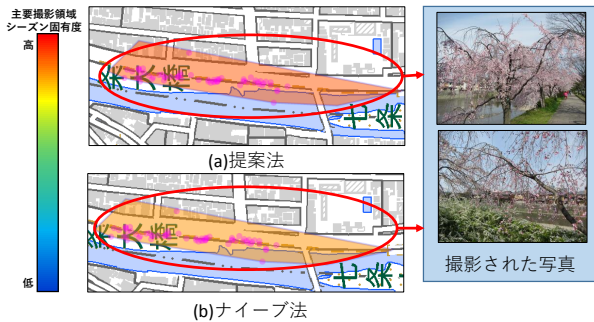 主要撮影領域
シーズン固有度
高
低
条大橋
七条
(a)提案法
条大橋
七条
(b)ナイーブ法
撮影された写真